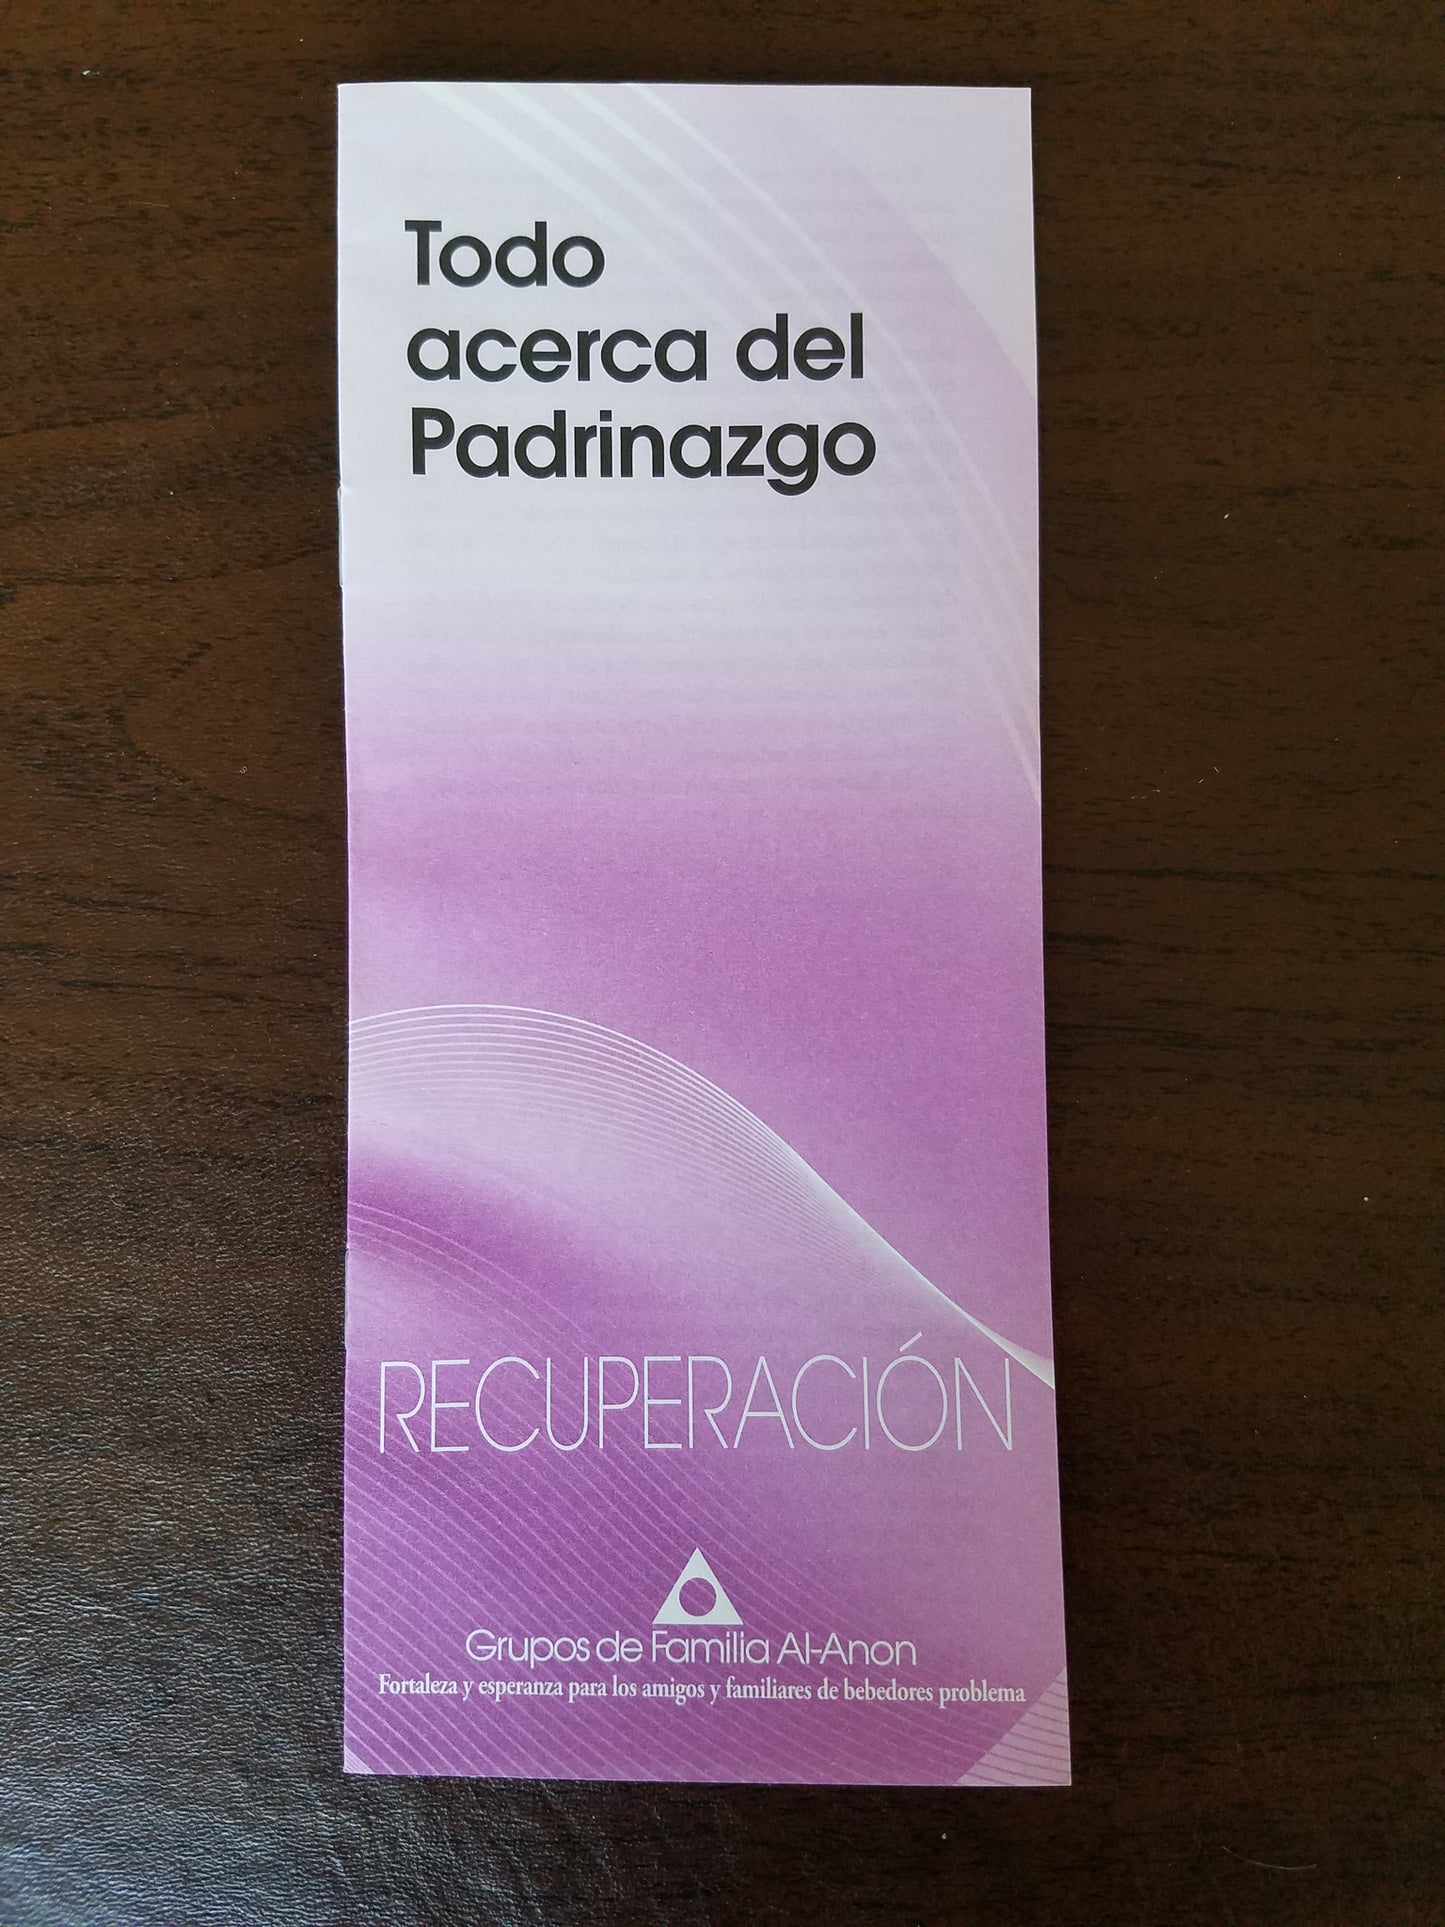 Todo
acerca del
Padrinazgo
RECUPERACIÓN
Grupos de Familia Al-Anon
Fortaleza y esperanza para los amigos y familiares de bebedores problema